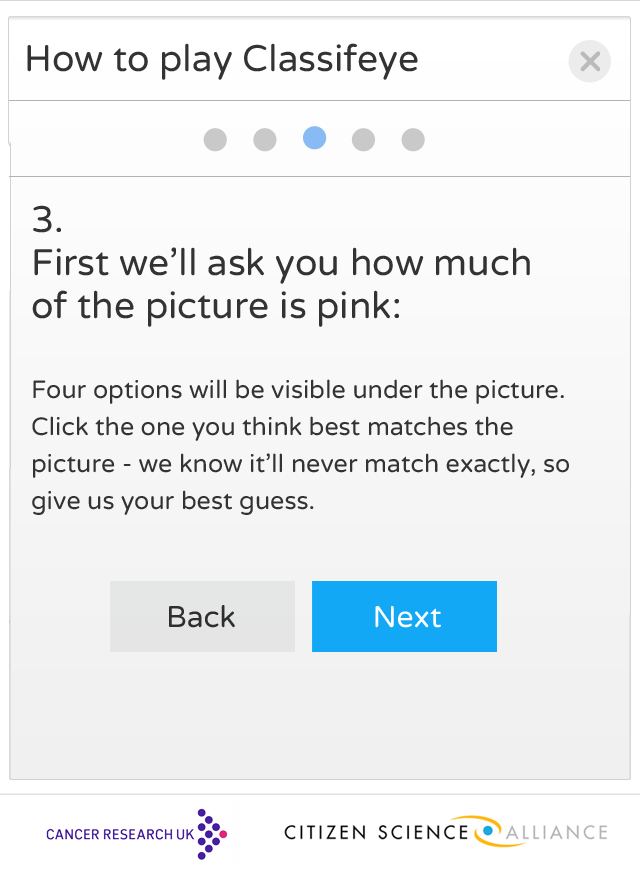 How to play Classifeye
3.
First we’ll ask you how much
of the picture is pink:
Four options will be visible under the picture.
Click the one you think best matches the
picture - we know it’ll never match exactly, so
give us your best guess.
Back Next
CANCER RESEARCH UK CITIZEN SCIENCE ALLIANCE